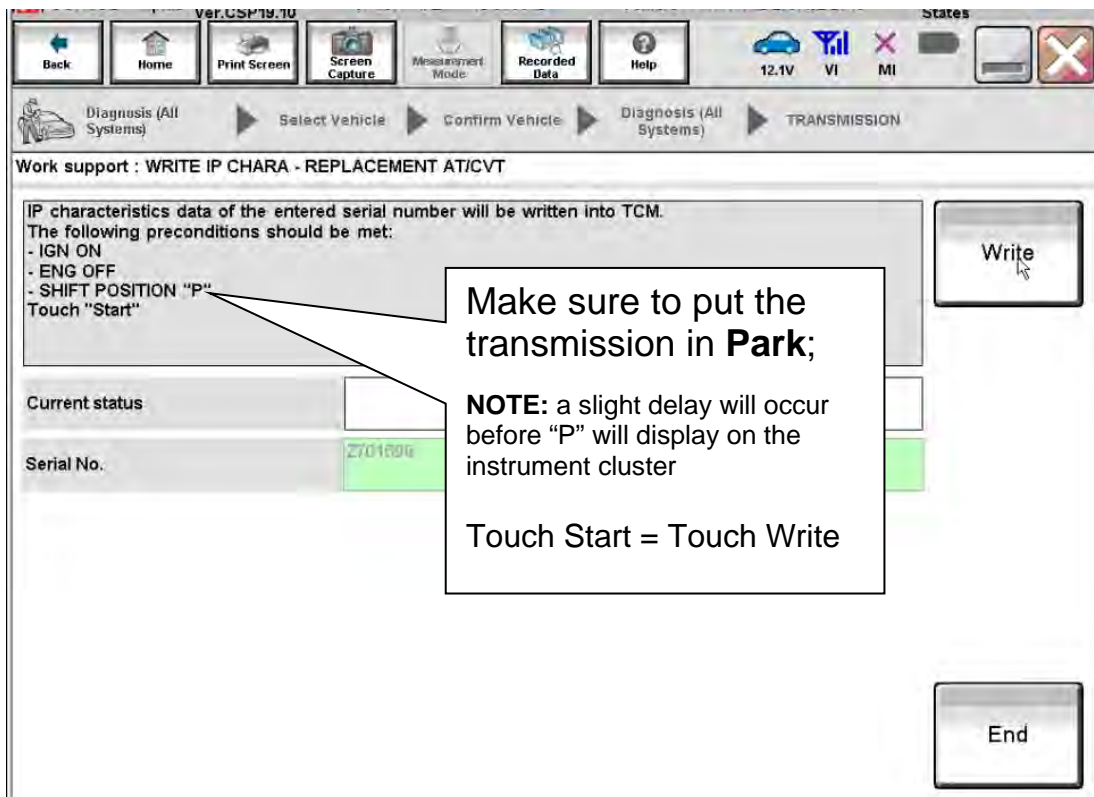 Ver.CSP19.10
States
Back
Home
Print Screen
Screen Capture
Measurement Mode
Recorded Data
Help
12.1V
VI
MI
Diagnosis (All Systems)
Select Vehicle
Confirm Vehicle
Diagnosis (All Systems)
TRANSMISSION
Work support : WRITE IP CHARA - REPLACEMENT AT/CVT
IP characteristics data of the entered serial number will be written into TCM.
The following preconditions should be met:
- IGN ON
- ENG OFF
- SHIFT POSITION "P"
Touch "Start"
Write
Make sure to put the
transmission in Park;
NOTE: a slight delay will occur
before “P” will display on the
instrument cluster
Touch Start = Touch Write
Current status
Serial No.
End